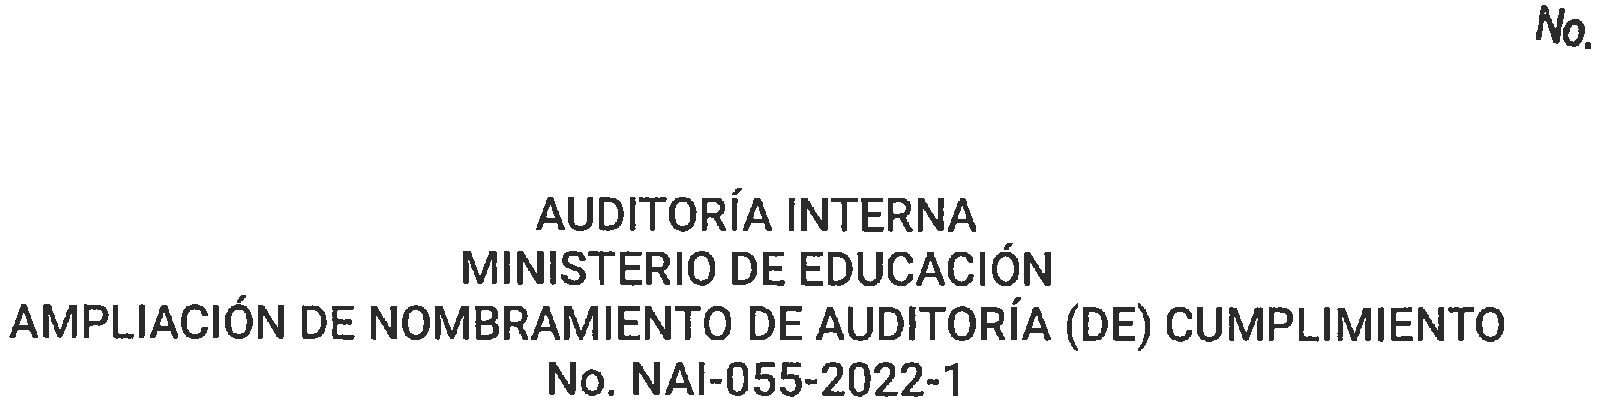 No.
AUDITORÍA INTERNA
MINISTERIO DE EDUCACIÓN
AMPLIACIÓN DE NOMBRAMIENTO DE AUDITORÍA (DE) CUMPLIMIENTO
No. NAI-055-2022-1